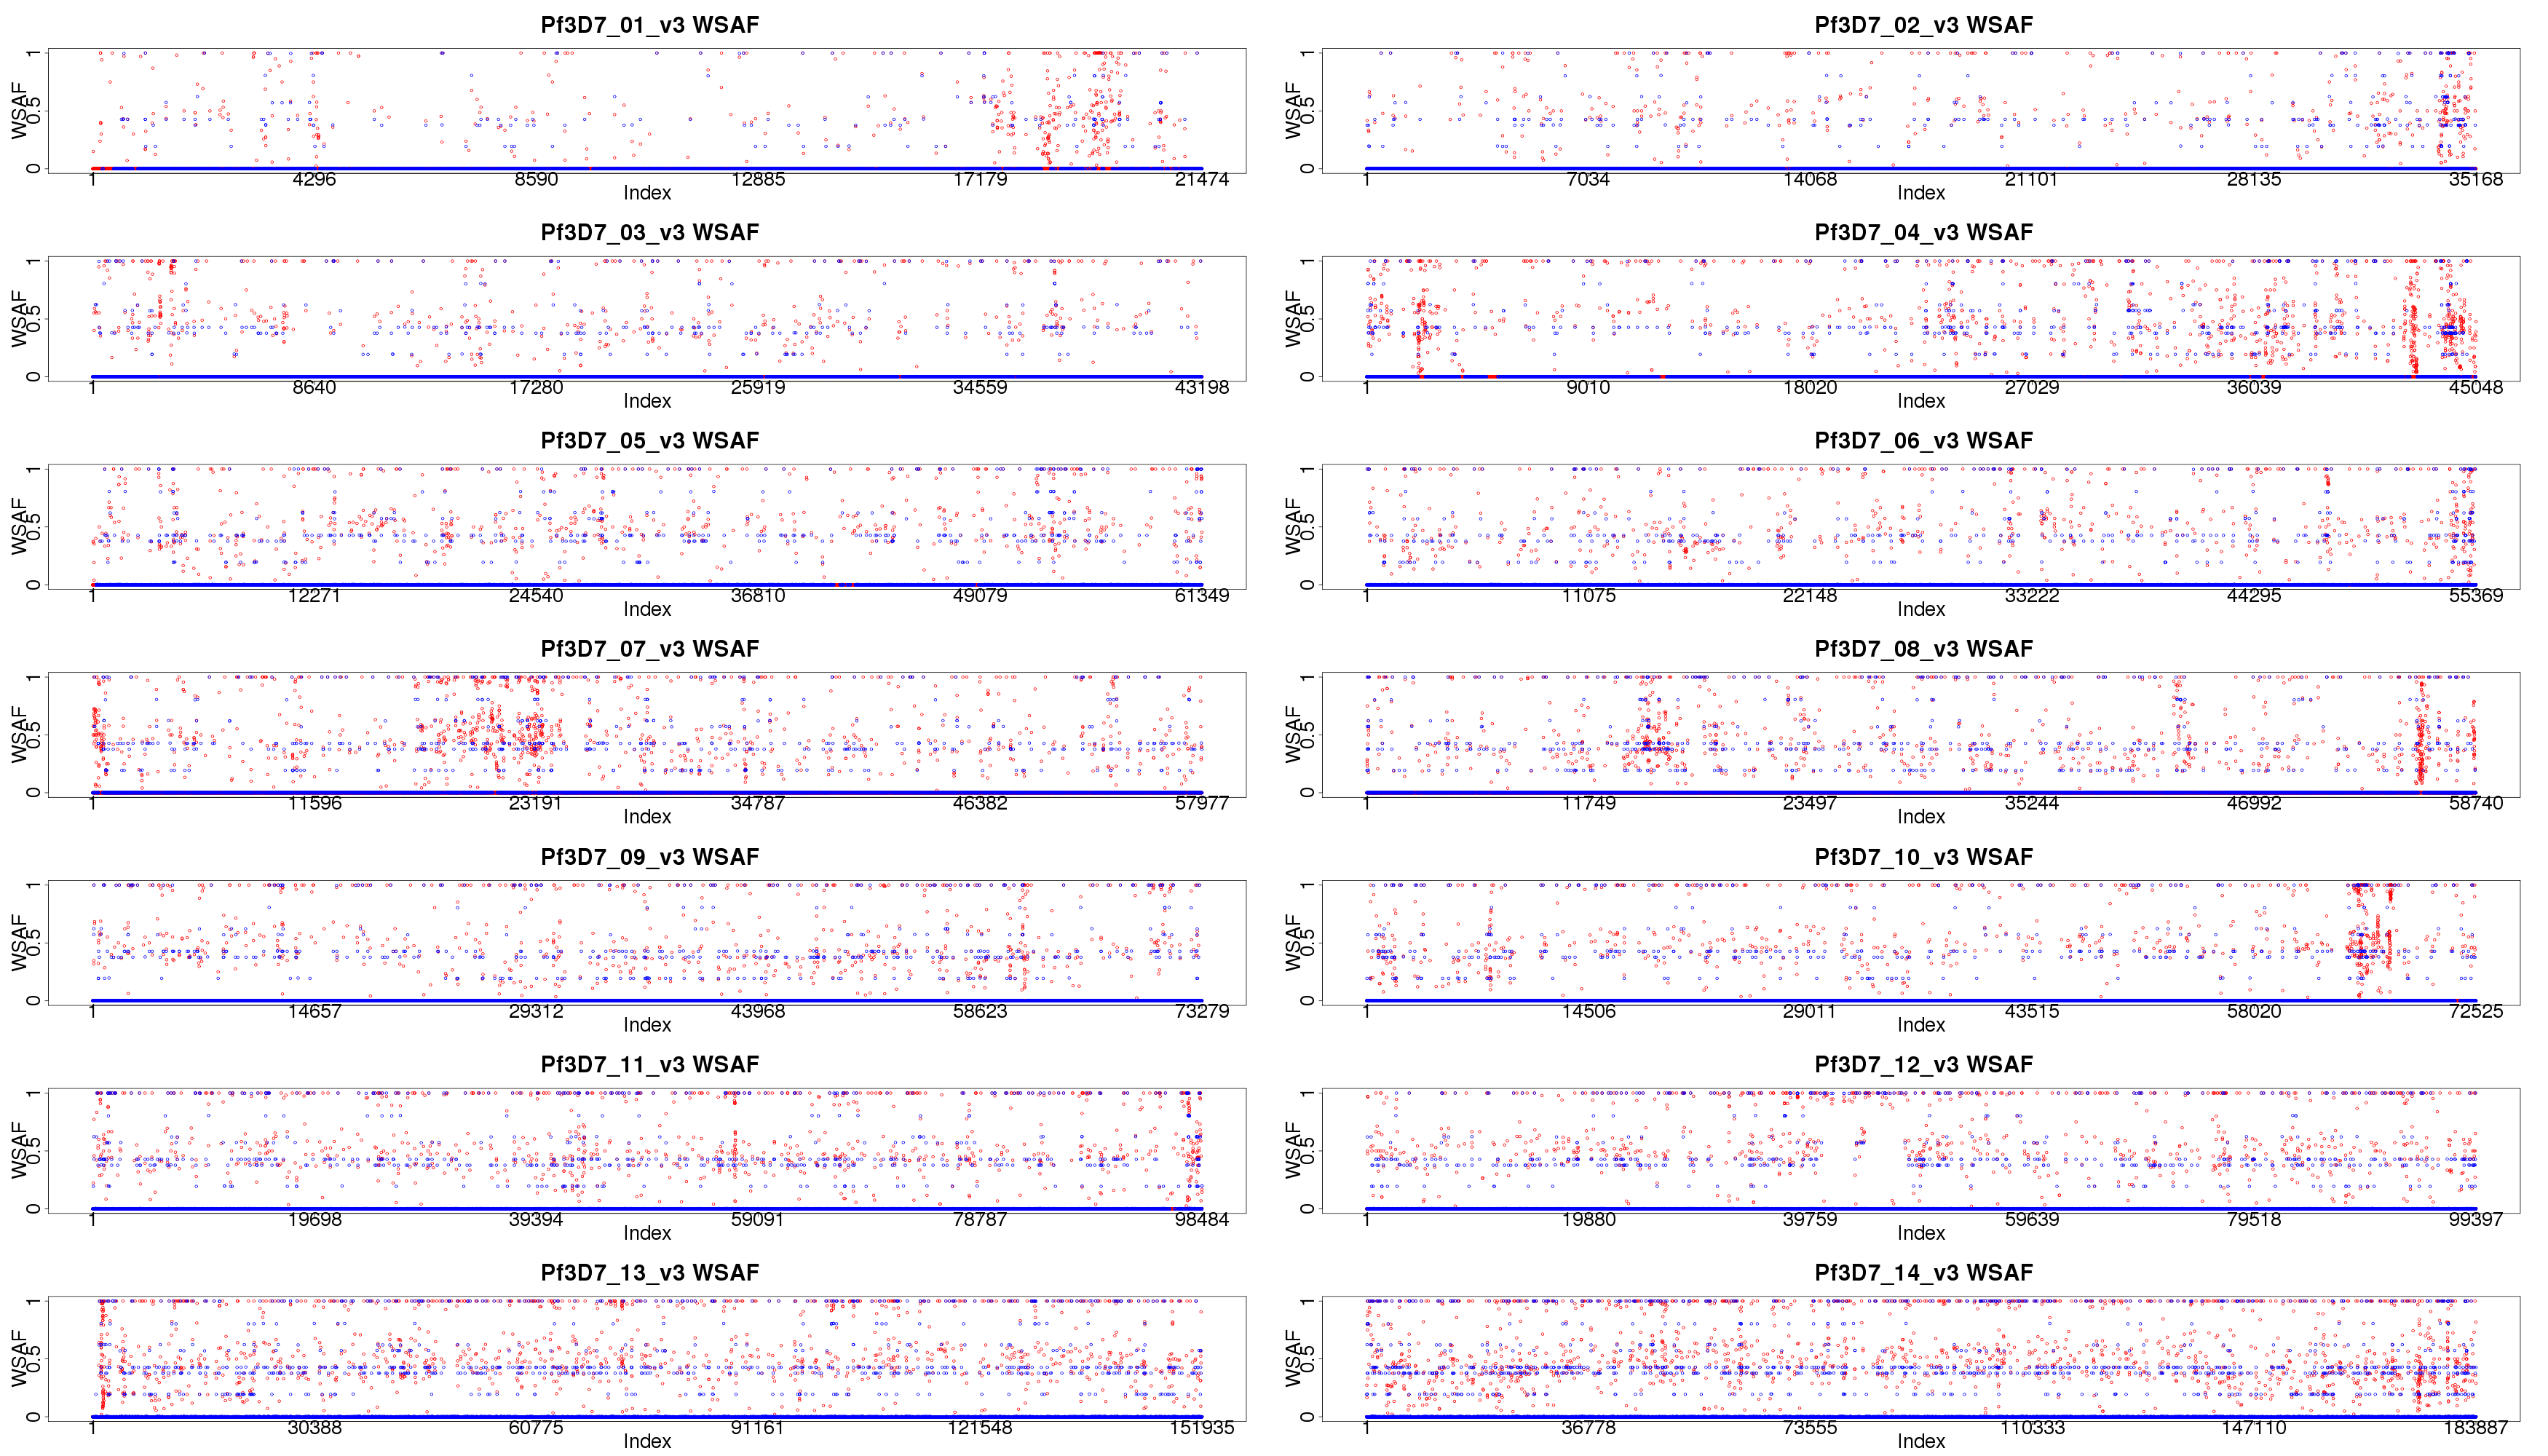 Pf3D7_01_v3 WSAF
WSAF
1
0.5
0
1 4296 8590 12885 17179 21474
Index
Pf3D7_02_v3 WSAF
WSAF
1
0.5
0
1 7034 14068 21101 28135 35168
Index
Pf3D7_03_v3 WSAF
WSAF
1
0.5
0
1 8640 17280 25919 34559 43198
Index
Pf3D7_04_v3 WSAF
WSAF
1
0.5
0
1 9010 18020 27029 36039 45048
Index
Pf3D7_05_v3 WSAF
WSAF
1
0.5
0
1 12271 24540 36810 49079 61349
Index
Pf3D7_06_v3 WSAF
WSAF
1
0.5
0
1 11075 22148 33222 44295 55369
Index
Pf3D7_07_v3 WSAF
WSAF
1
0.5
0
1 11596 23191 34787 46382 57977
Index
Pf3D7_08_v3 WSAF
WSAF
1
0.5
0
1 11749 23497 35244 46992 58740
Index
Pf3D7_09_v3 WSAF
WSAF
1
0.5
0
1 14657 29312 43968 58623 73279
Index
Pf3D7_10_v3 WSAF
WSAF
1
0.5
0
1 14506 29011 43515 58020 72525
Index
Pf3D7_11_v3 WSAF
WSAF
1
0.5
0
1 19698 39394 59091 78787 98484
Index
Pf3D7_12_v3 WSAF
WSAF
1
0.5
0
1 19880 39759 59639 79518 99397
Index
Pf3D7_13_v3 WSAF
WSAF
1
0.5
0
1 30388 60775 91161 121548 151935
Index
Pf3D7_14_v3 WSAF
WSAF
1
0.5
0
1 36778 73555 110333 147110 183887
Index